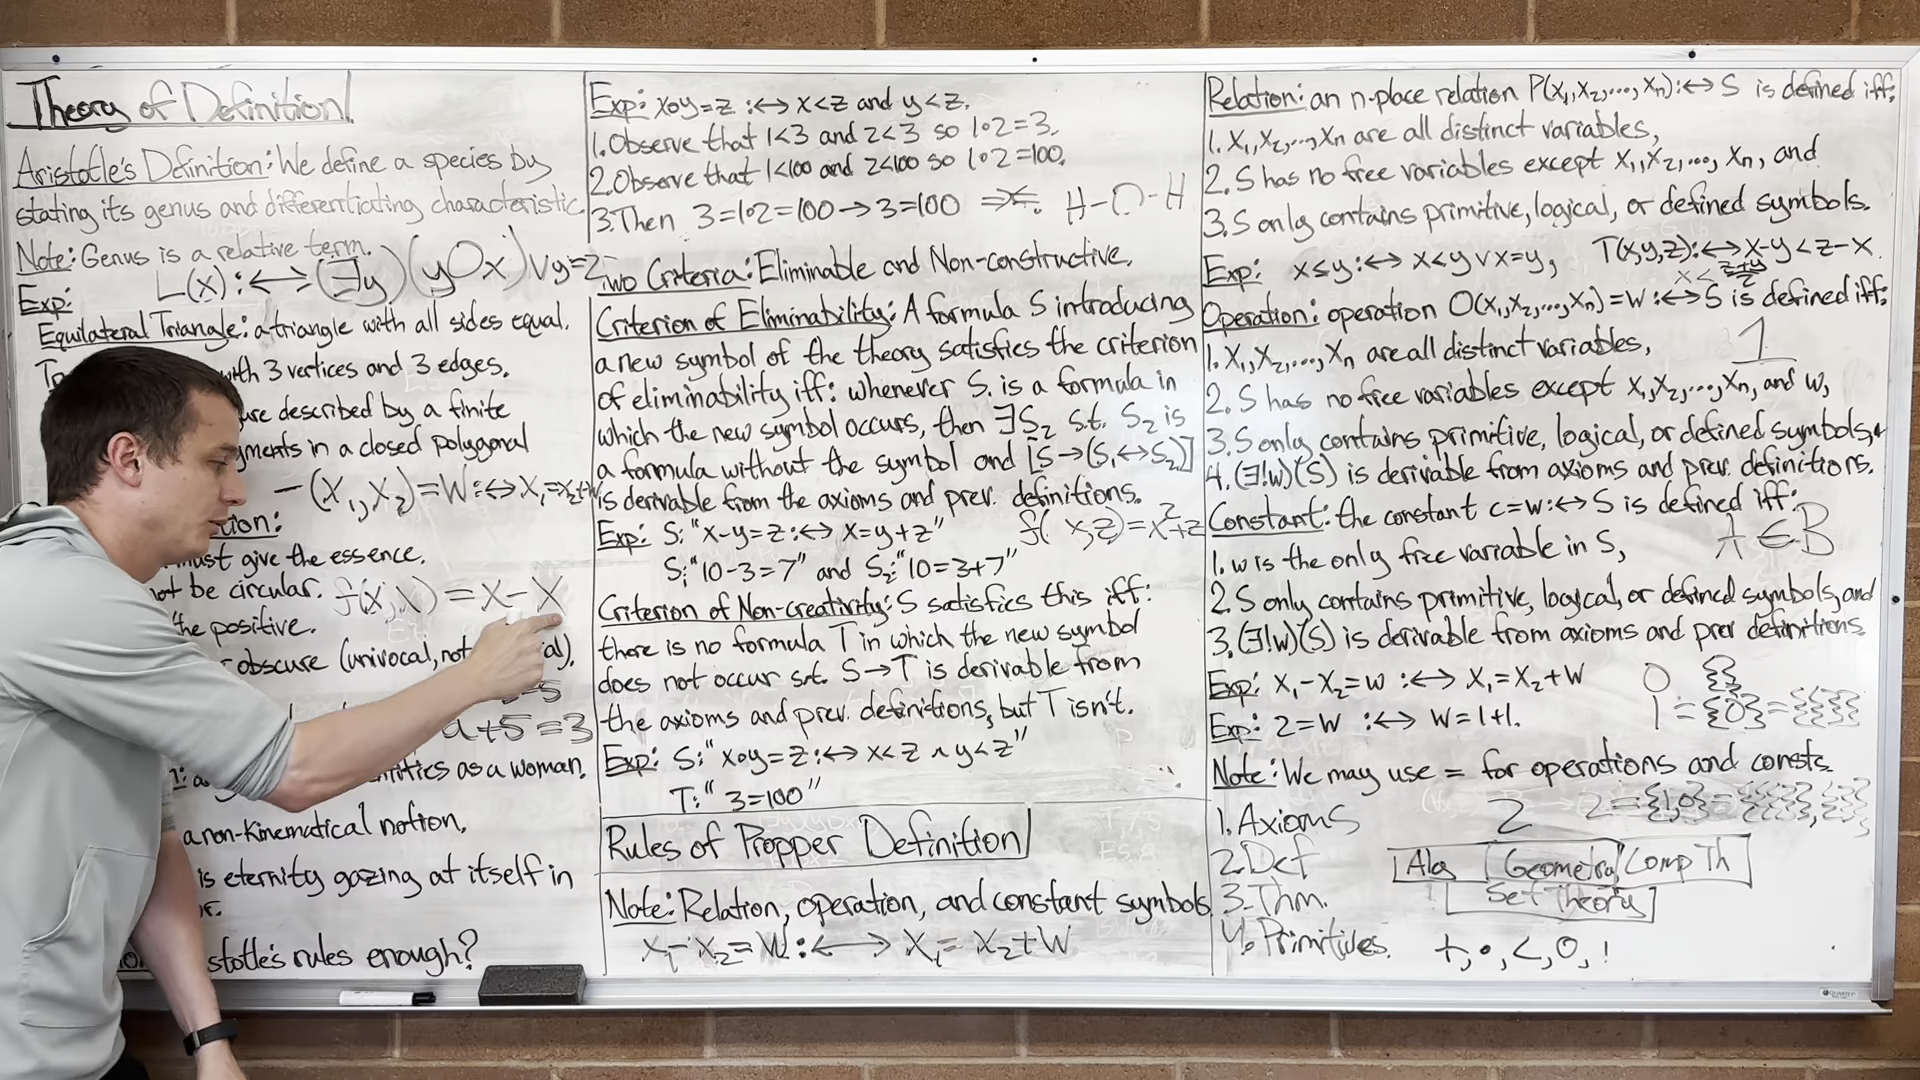 Theory of Definition
Aristotle's Definition: We define a species by
stating its genus and differentiating characteristic.
Note: Genus is a relative term.
L(x):↔(∃y)(yOx)∨y=2
Exp:
Equilateral Triangle: a triangle with all sides equal.
with 3 vertices and 3 edges.
are described by a finite
gments in a closed polygonal
-(X₁,X₂)=W:↔X₁=X₂+W
tion:
must give the essence.
not be circular. f(x,x)=x-x
the positive.
obscure (univocal, not al).
-5
a+5=3
ntities as a woman.
a non-kinematical notion,
is eternity gazing at itself in
r.
stotle's rules enough?
Exp: x∘y=z :↔ x<z and y<z.
1. Observe that 1<3 and 2<3 so 1∘2=3.
2. Observe that 1<100 and 2<100 so 1∘2=100.
3. Then 3=1∘2=100→3=100 ⇒⇐. H-O-H
Two Criteria: Eliminable and Non-constructive.
Criterion of Eliminability: A formula S introducing
a new symbol of the theory satisfies the criterion
of eliminability iff: whenever S₁ is a formula in
which the new symbol occurs, then ∃S₂ s.t. S₂ is
a formula without the symbol and [S→(S₁↔S₂)]
is derivable from the axioms and prev. definitions.
Exp: S: "x-y=z:↔ x=y+z" f(x,z)=x²+z
S₁: "10-3=7" and S₂: "10=3+7"
Criterion of Non-creativity: S satisfies this iff:
there is no formula T in which the new symbol
does not occur s.t. S→T is derivable from
the axioms and prev. definitions, but T isn't.
Exp: S: "x∘y=z:↔ x<z ∧ y<z"
T: "3=100"
Rules of Propper Definition
Note: Relation, operation, and constant symbols
X₁-X₂=W:↔ X₁=X₂+W
Relation: an n-place relation P(x₁,x₂,...,xₙ):↔ S is defined iff:
1. x₁,x₂,...,xₙ are all distinct variables,
2. S has no free variables except x₁,x₂,...,xₙ, and
3. S only contains primitive, logical, or defined symbols.
Exp: x≤y:↔ x<y ∨ x=y, T(x,y,z):↔ x-y<z-x
Operation: operation O(x₁,x₂,...,xₙ)=w:↔ S is defined iff:
1
1. x₁,x₂,...,xₙ are all distinct variables,
2. S has no free variables except x₁,x₂,...,xₙ, and w,
3. S only contains primitive, logical, or defined symbols, +
4. (∃!w)(S) is derivable from axioms and prev. definitions.
Constant: the constant c=w:↔ S is defined iff:
A∈B
1. w is the only free variable in S,
2. S only contains primitive, logical, or defined symbols, and
3. (∃!w)(S) is derivable from axioms and prev definitions.
Exp: x₁-x₂=w :↔ x₁=x₂+w
0 {}
Exp: 2=w :↔ w=1+1.
1={0}={{}}
Note: We may use = for operations and consts.
2={1,0}={{{}},{}}
1. Axioms 2
2. Def Alg Geometry Comp Th
3. Thm. Set Theory
4. Primitives. +,∘,<,0,!